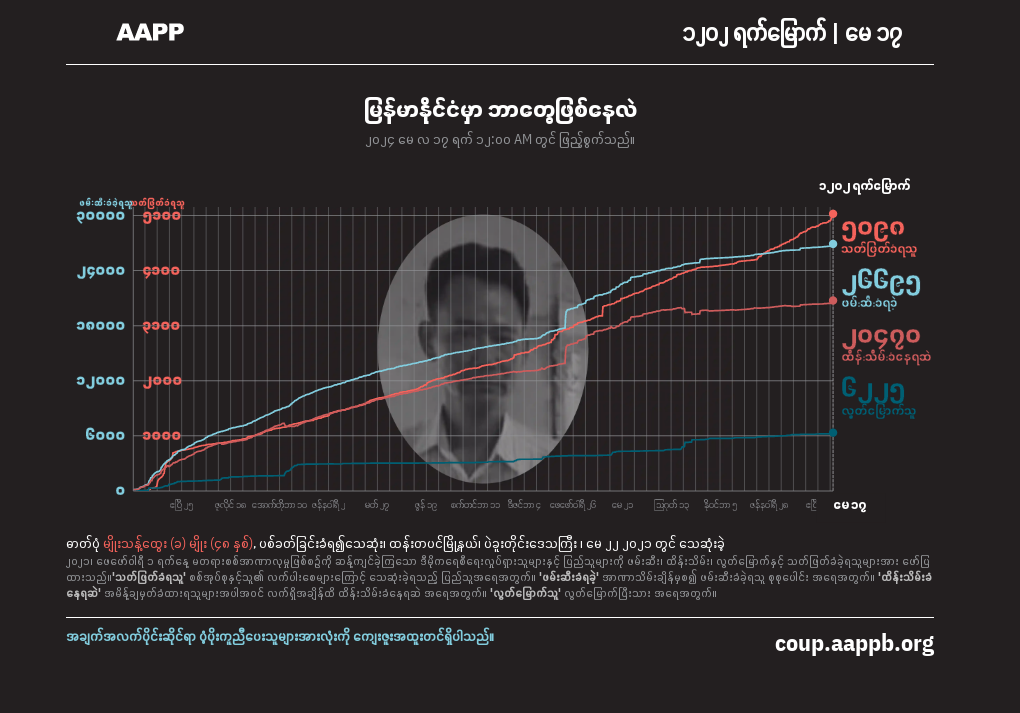 AAPP
၁၂၀၂ ရက်မြောက် | မေ ၁၇
မြန်မာနိုင်ငံမှာ ဘာတွေဖြစ်နေလဲ
၂၀၂၄ မေ လ ၁၇ ရက် ၁၂:၀၀ AM တွင် ဖြည့်စွက်သည်။
၁၂၀၂ ရက်မြောက်
ဖမ်းဆီးခံခဲ့ရသူ သတ်ဖြတ်ခံရသူ
၃၀၀၀၀ ၅၁၀၀
၅၀၉၈
သတ်ဖြတ်ခံရသူ
၂၄၀၀၀ ၄၁၀၀
၂၆၆၉၅
ဖမ်းဆီးခံရခဲ့
၁၈၀၀၀ ၃၁၀၀
၂၀၄၇၀
ထိန်းသိမ်းခံနေရဆဲ
၁၂၀၀၀ ၂၁၀၀
၆၂၂၅
လွတ်မြောက်သူ
၆၀၀၀ ၁၀၀၀
၀
ဧပြီ ၂၅ ဇူလိုင် ၁၈ အောက်တိုဘာ ၁၀ ဇန်နဝါရီ ၂ မတ် ၂၇ ဇွန် ၁၉ စက်တင်ဘာ ၁၁ ဒီဇင်ဘာ ၄ ဖေဖော်ဝါရီ ၂၆ မေ ၂၁ ဩဂုတ် ၁၃ နိုဝင်ဘာ ၅ ဇန်နဝါရီ ၂၈ မေ ၁၇
ဓာတ်ပုံ မျိုးသန့်ထွေး (ခ) မျိုး (၄၈ နှစ်), ပစ်ခတ်ခြင်းခံရ၍သေဆုံး၊ ထန်းတပင်မြို့နယ်၊ ပဲခူးတိုင်းဒေသကြီး ၊ မေ ၂၂ ၂၀၂၁ တွင် သေဆုံးခဲ့
၂၀၂၁၊ ဖေဖော်ဝါရီ ၁ ရက်နေ့ မတရားစစ်အာဏာလုမှုဖြစ်စဉ်ကို ဆန့်ကျင်ခဲ့ကြသော ဒီမိုကရေစီရေးလှုပ်ရှားသူများနှင့် ပြည်သူများကို ဖမ်းဆီး၊ ထိန်းသိမ်း၊ လွတ်မြောက်နှင့် သတ်ဖြတ်ခံခဲ့ရသူများအား ဖော်ပြ
ထားသည်။'သတ်ဖြတ်ခံရသူ' စစ်အုပ်စုနှင့်သူ၏ လက်ပါးစေများကြောင့် သေဆုံးခဲ့ရသည့် ပြည်သူအရေအတွက်။ 'ဖမ်းဆီးခံရခဲ့' အာဏာသိမ်းချိန်မှစ၍ ဖမ်းဆီးခံခဲ့ရသူ စုစုပေါင်း အရေအတွက်။ 'ထိန်းသိမ်းခံ
နေရဆဲ' အမိန့်ချမှတ်ခံထားရသူများအပါအဝင် လက်ရှိအချိန်ထိ ထိန်းသိမ်းခံနေရဆဲ အရေအတွက်။ 'လွတ်မြောက်သူ' လွတ်မြောက်ပြီးသား အရေအတွက်။
အချက်အလက်ပိုင်းဆိုင်ရာ ပံ့ပိုးကူညီပေးသူများအားလုံးကို ကျေးဇူးအထူးတင်ရှိပါသည်။
coup.aappb.org